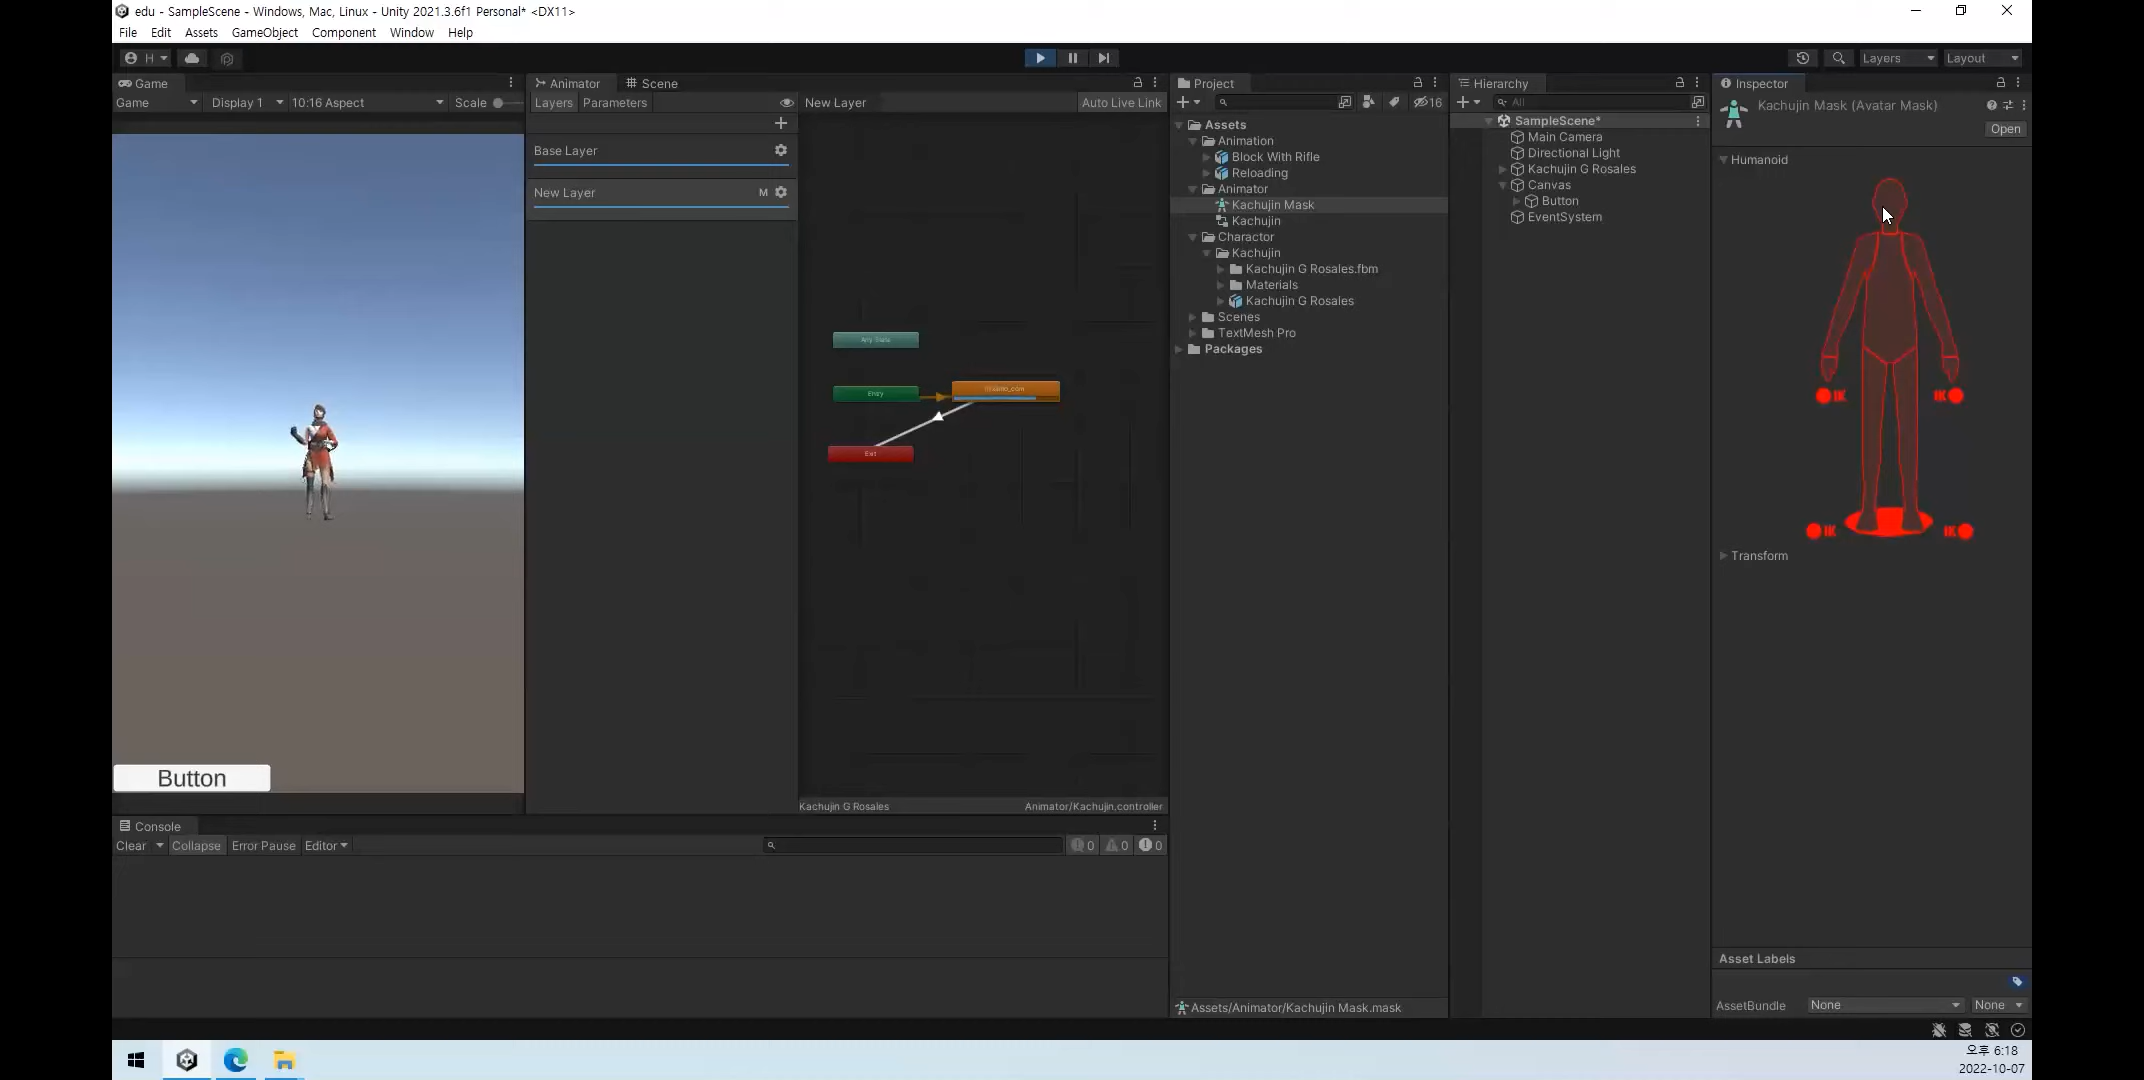 edu - SampleScene - Windows, Mac, Linux - Unity 2021.3.6f1 Personal* <DX11>
File Edit Assets GameObject Component Window Help
H Layers Layout
Game
Game Display 1 10:16 Aspect Scale
Button
Animator Scene
Layers Parameters New Layer Auto Live Link
Base Layer
New Layer M
Any State
Entry
Exit
Kachujin G Rosales Animator/Kachujin.controller
Console
Clear Collapse Error Pause Editor 0 0 0
Project
16
Assets
Animation
Block With Rifle
Reloading
Animator
Kachujin Mask
Kachujin
Charactor
Kachujin
Kachujin G Rosales.fbm
Materials
Kachujin G Rosales
Scenes
TextMesh Pro
Packages
Assets/Animator/Kachujin Mask.mask
Hierarchy
All
SampleScene*
Main Camera
Directional Light
Kachujin G Rosales
Canvas
Button
EventSystem
Inspector
Kachujin Mask (Avatar Mask)
Open
Humanoid
IK IK
IK IK
Transform
Asset Labels
AssetBundle None None
오후 6:18
2022-10-07